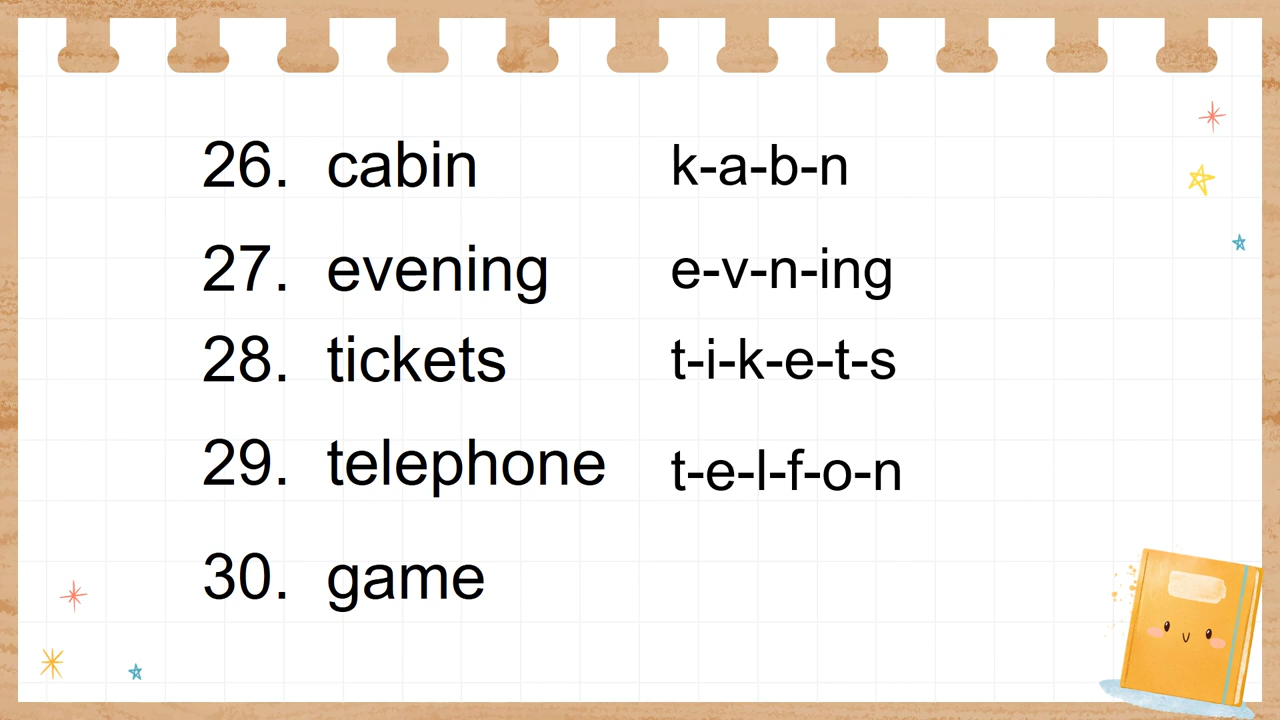 26. cabin k-a-b-n
27. evening e-v-n-ing
28. tickets t-i-k-e-t-s
29. telephone t-e-l-f-o-n
30. game